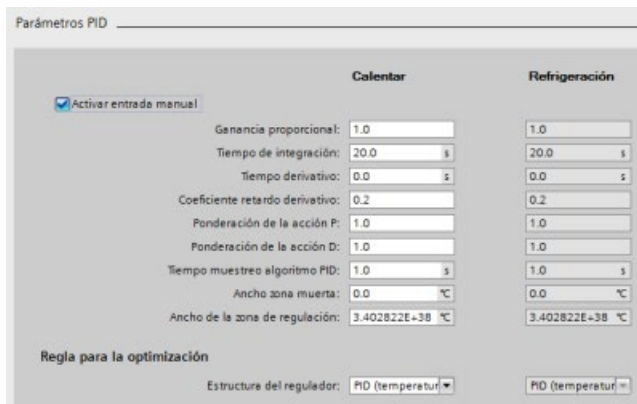 Parámetros PID
Calentar Refrigeración
Activar entrada manual
Ganancia proporcional: 1.0 1.0
Tiempo de integración: 20.0 s 20.0 s
Tiempo derivativo: 0.0 s 0.0 s
Coeficiente retardo derivativo: 0.2 0.2
Ponderación de la acción P: 1.0 1.0
Ponderación de la acción D: 1.0 1.0
Tiempo muestreo algoritmo PID: 1.0 s 1.0 s
Ancho zona muerta: 0.0 °C 0.0 °C
Ancho de la zona de regulación: 3.402822E+38 °C 3.402822E+38 °C
Regla para la optimización
Estructura del regulador: PID (temperatur PID (temperatur